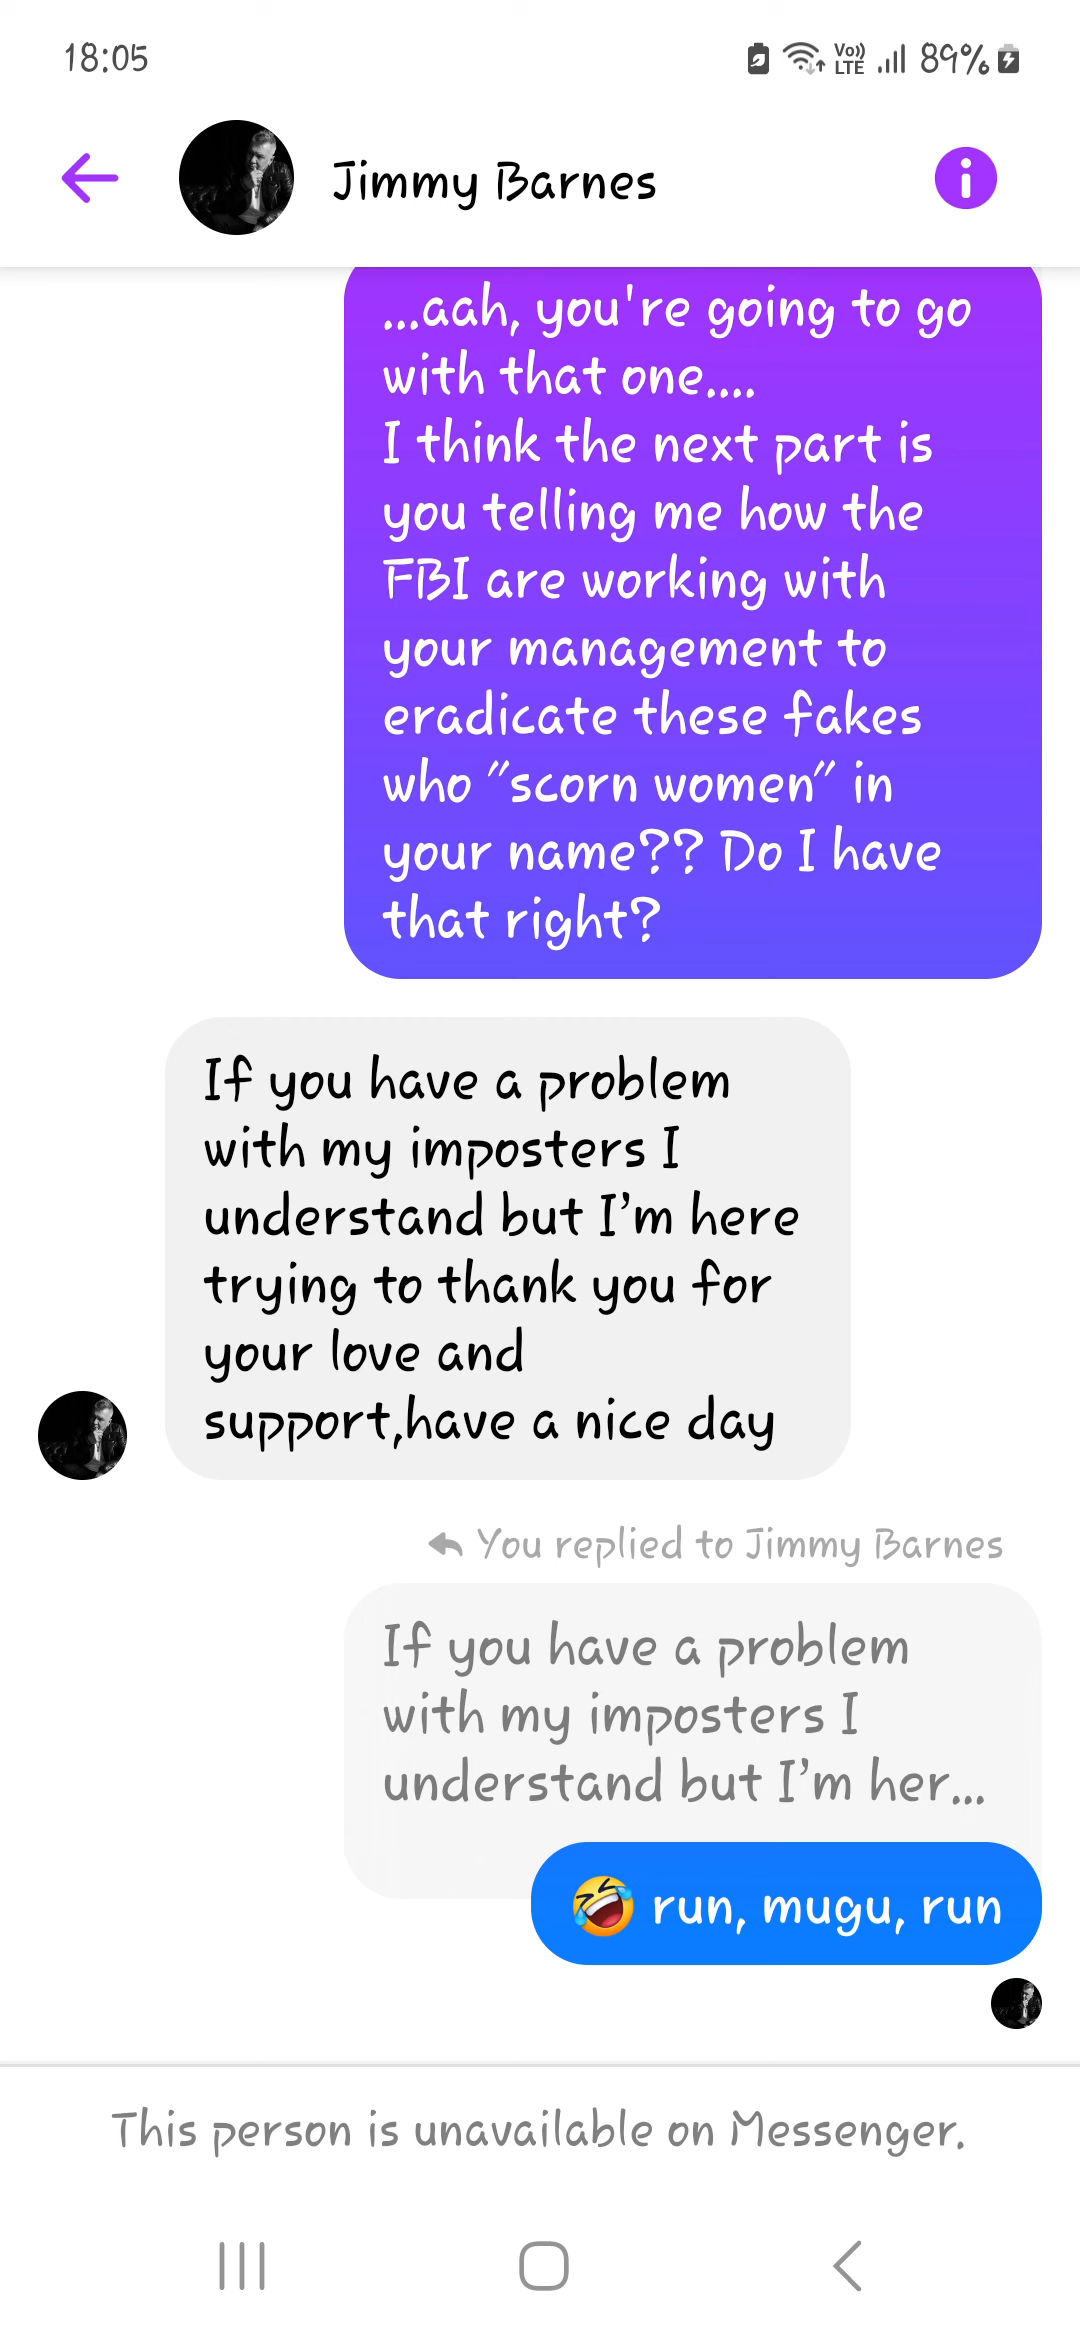 18:05
Vo)) LTE 89%
Jimmy Barnes
...aah, you're going to go
with that one....
I think the next part is
you telling me how the
FBI are working with
your management to
eradicate these fakes
who "scorn women" in
your name?? Do I have
that right?
If you have a problem
with my imposters I
understand but I’m here
trying to thank you for
your love and
support,have a nice day
You replied to Jimmy Barnes
If you have a problem
with my imposters I
understand but I’m her...
🤣 run, mugu, run
This person is unavailable on Messenger.